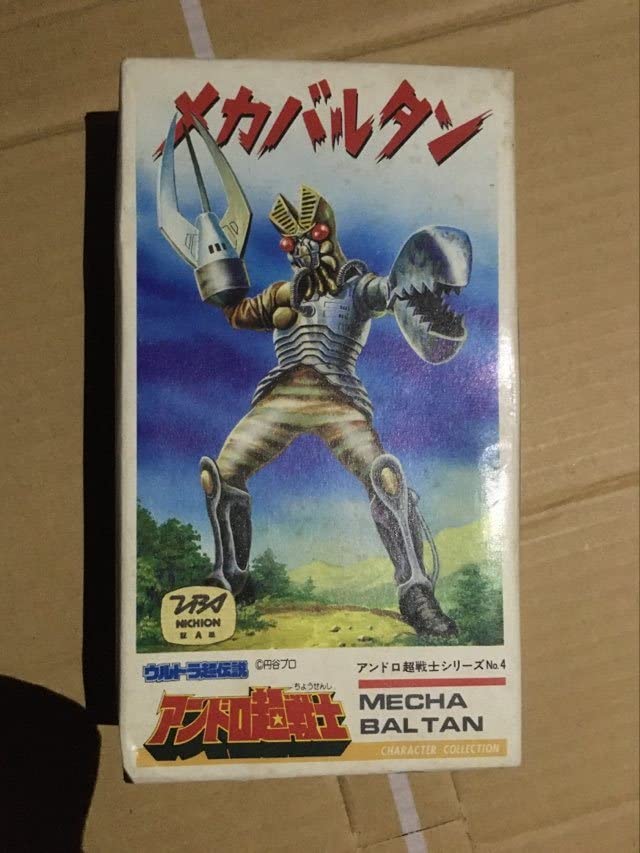 メカバルタン
NICHION
ウルトラ超伝説
©円谷プロ
アンドロ超戦士シリーズNo.4
ちょうせんし
アンドロ超戦士
MECHA
BALTAN
CHARACTER COLLECTION